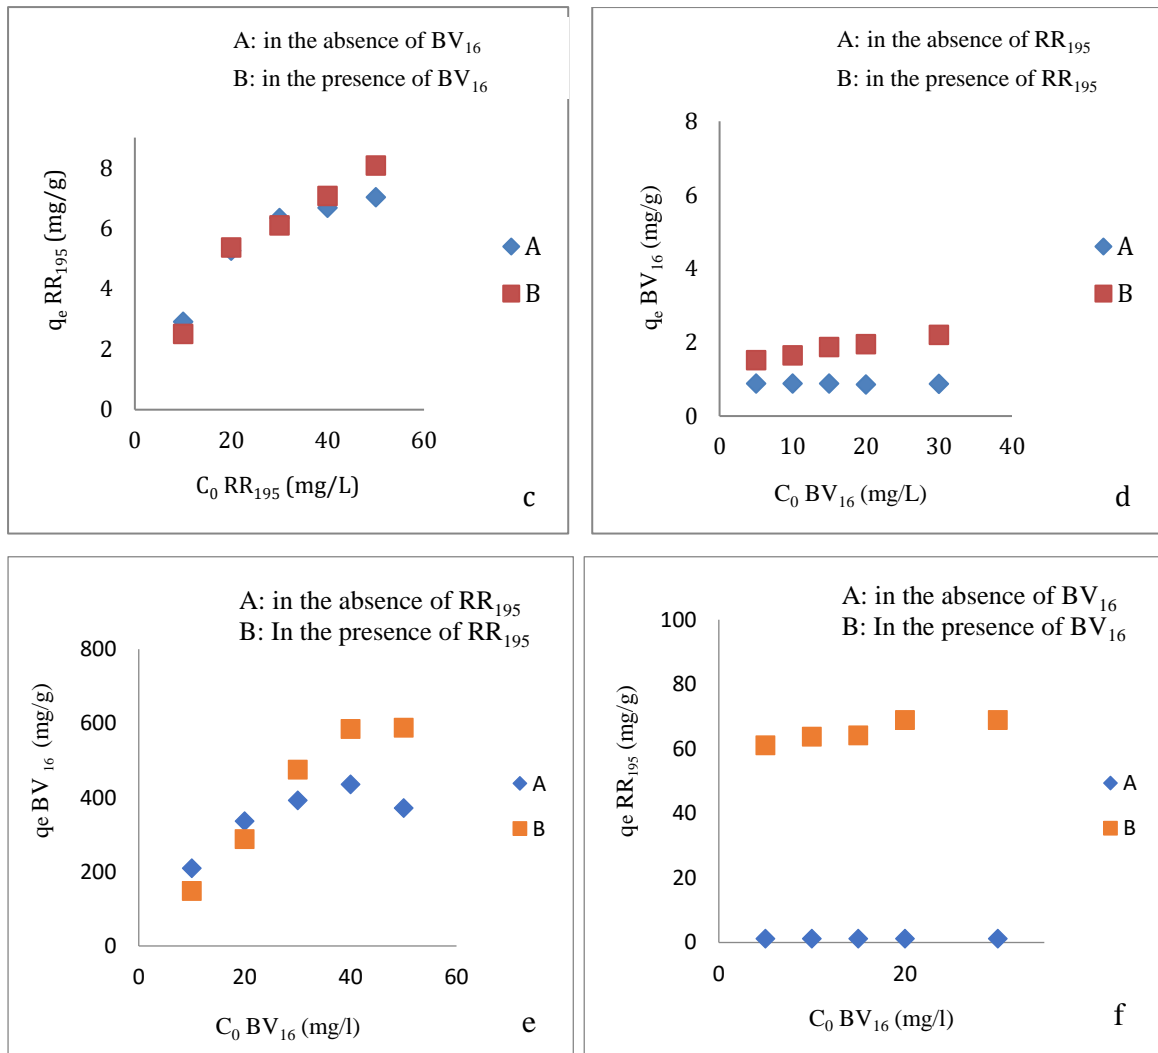 A: in the absence of BV16
B: in the presence of BV16
qe RR195 (mg/g)
8
6
4
2
0
0 20 40 60
C0 RR195 (mg/L)
A
B
c
A: in the absence of RR195
B: in the presence of RR195
qe BV16 (mg/g)
8
6
4
2
0
0 10 20 30 40
C0 BV16 (mg/L)
A
B
d
A: in the absence of RR195
B: In the presence of RR195
qe BV 16 (mg/g)
800
600
400
200
0
0 20 40 60
C0 BV16 (mg/l)
A
B
e
A: in the absence of BV16
B: In the presence of BV16
qe RR195 (mg/g)
100
80
60
40
20
0
0 20
C0 BV16 (mg/l)
A
B
f